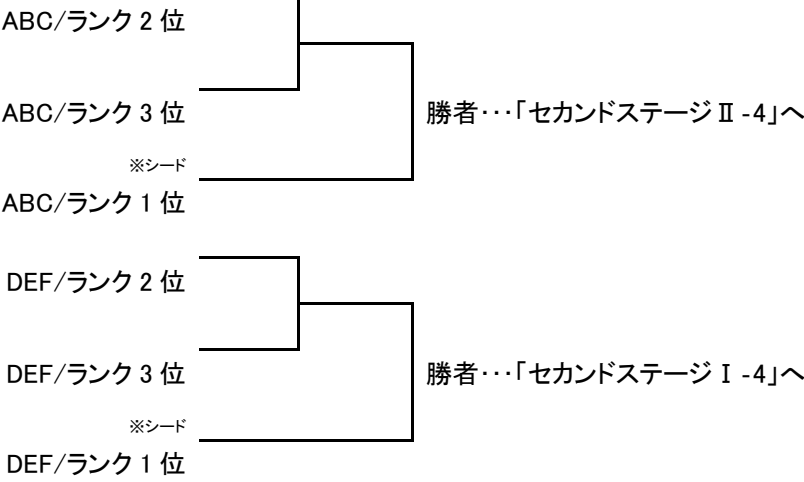 ABC/ランク 2 位
ABC/ランク 3 位
勝者･･･「セカンドステージⅡ-4」へ
※シード
ABC/ランク 1 位
DEF/ランク 2 位
DEF/ランク 3 位
勝者･･･「セカンドステージⅠ-4」へ
※シード
DEF/ランク 1 位